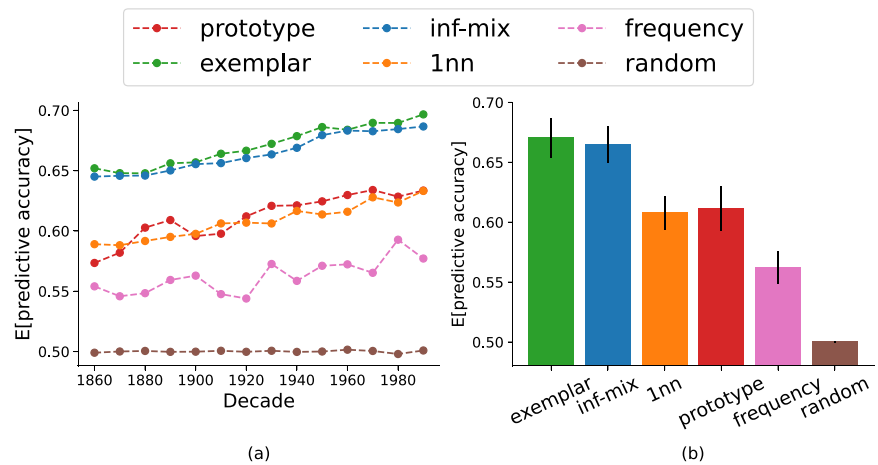 prototype inf-mix frequency
exemplar 1nn random
E[predictive accuracy]
0.70
0.65
0.60
0.55
0.50
1860 1880 1900 1920 1940 1960 1980
Decade
(a)
E[predictive accuracy]
0.70
0.65
0.60
0.55
0.50
exemplar inf-mix 1nn prototype frequency random
(b)